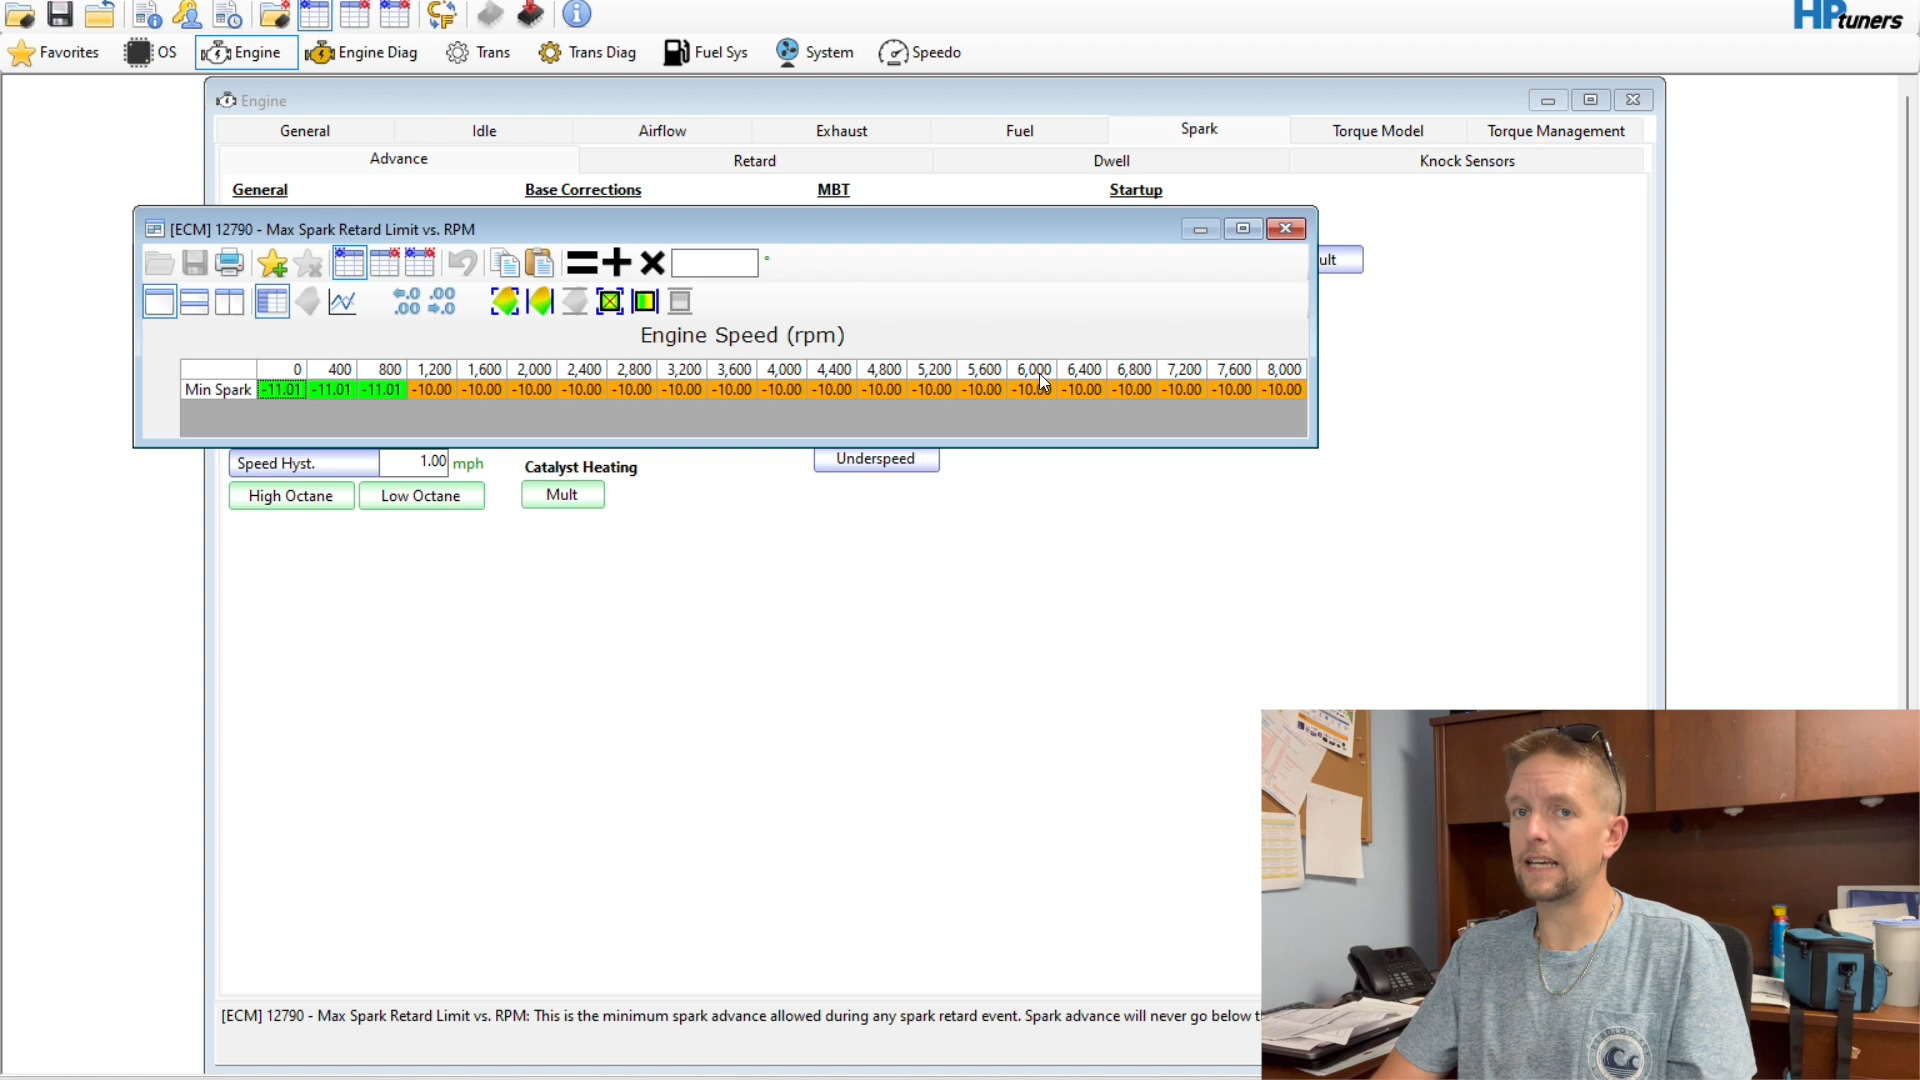 HP tuners
Favorites OS Engine Engine Diag Trans Trans Diag Fuel Sys System Speedo
Engine
General Idle Airflow Exhaust Fuel Spark Torque Model Torque Management
Advance Retard Dwell Knock Sensors
General Base Corrections MBT Startup
[ECM] 12790 - Max Spark Retard Limit vs. RPM
ult
Engine Speed (rpm)
0 400 800 1,200 1,600 2,000 2,400 2,800 3,200 3,600 4,000 4,400 4,800 5,200 5,600 6,000 6,400 6,800 7,200 7,600 8,000
Min Spark -11.01 -11.01 -11.01 -10.00 -10.00 -10.00 -10.00 -10.00 -10.00 -10.00 -10.00 -10.00 -10.00 -10.00 -10.00 -10.00 -10.00 -10.00 -10.00 -10.00 -10.00
Speed Hyst. 1.00 mph Catalyst Heating Underspeed
High Octane Low Octane Mult
[ECM] 12790 - Max Spark Retard Limit vs. RPM: This is the minimum spark advance allowed during any spark retard event. Spark advance will never go below t